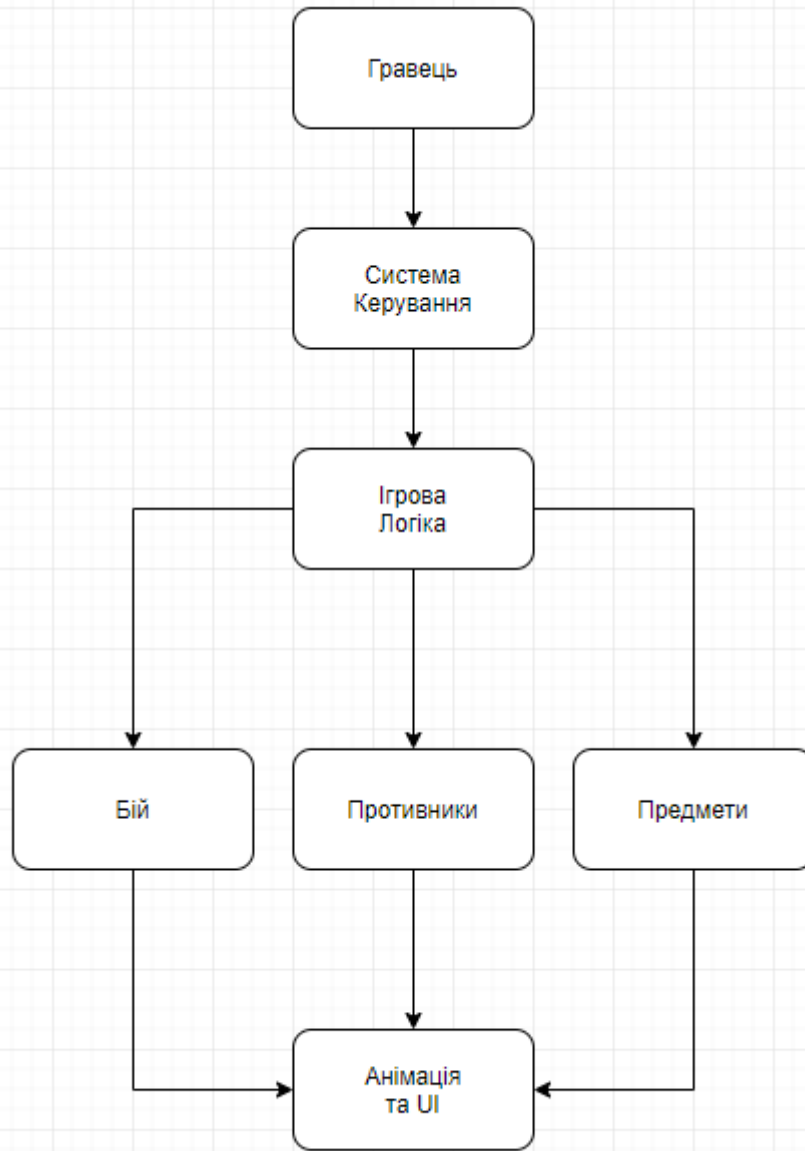 Гравець
Система
Керування
Ігрова
Логіка
Бій
Противники
Предмети
Анімація
та UI